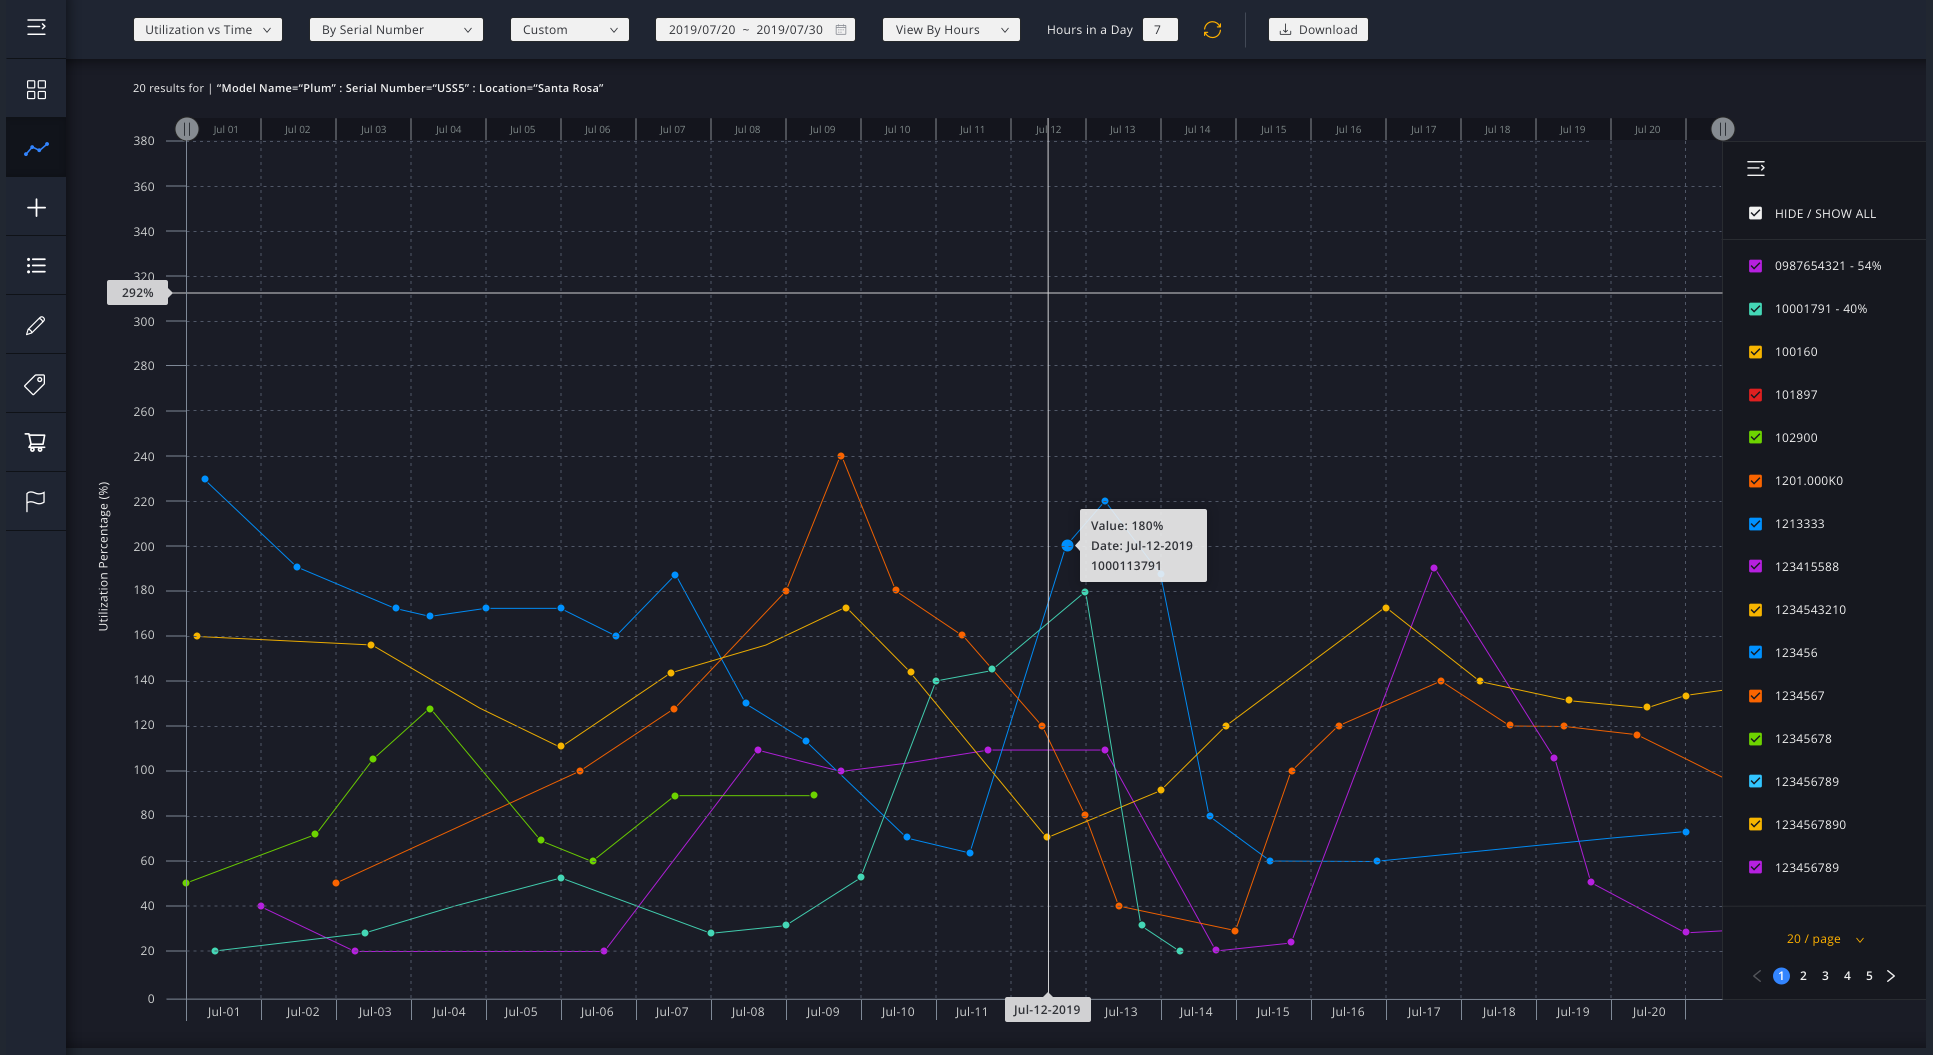 Utilization vs Time
By Serial Number
Custom
2019/07/20 ~ 2019/07/30
View By Hours
Hours in a Day
7
Download
20 results for | “Model Name=“Plum” : Serial Number=“USS5” : Location=“Santa Rosa”
Jul 01 Jul 02 Jul 03 Jul 04 Jul 05 Jul 06 Jul 07 Jul 08 Jul 09 Jul 10 Jul 11 Jul 12 Jul 13 Jul 14 Jul 15 Jul 16 Jul 17 Jul 18 Jul 19 Jul 20
380
360
340
320
292%
300
280
260
240
220
200
180
160
140
120
100
80
60
40
20
0
Utilization Percentage (%)
Value: 180%
Date: Jul-12-2019
1000113791
Jul-01 Jul-02 Jul-03 Jul-04 Jul-05 Jul-06 Jul-07 Jul-08 Jul-09 Jul-10 Jul-11 Jul-12-2019 Jul-13 Jul-14 Jul-15 Jul-16 Jul-17 Jul-18 Jul-19 Jul-20
HIDE / SHOW ALL
0987654321 - 54%
10001791 - 40%
100160
101897
102900
1201.000K0
1213333
123415588
1234543210
123456
1234567
12345678
123456789
1234567890
123456789
20 / page
1 2 3 4 5